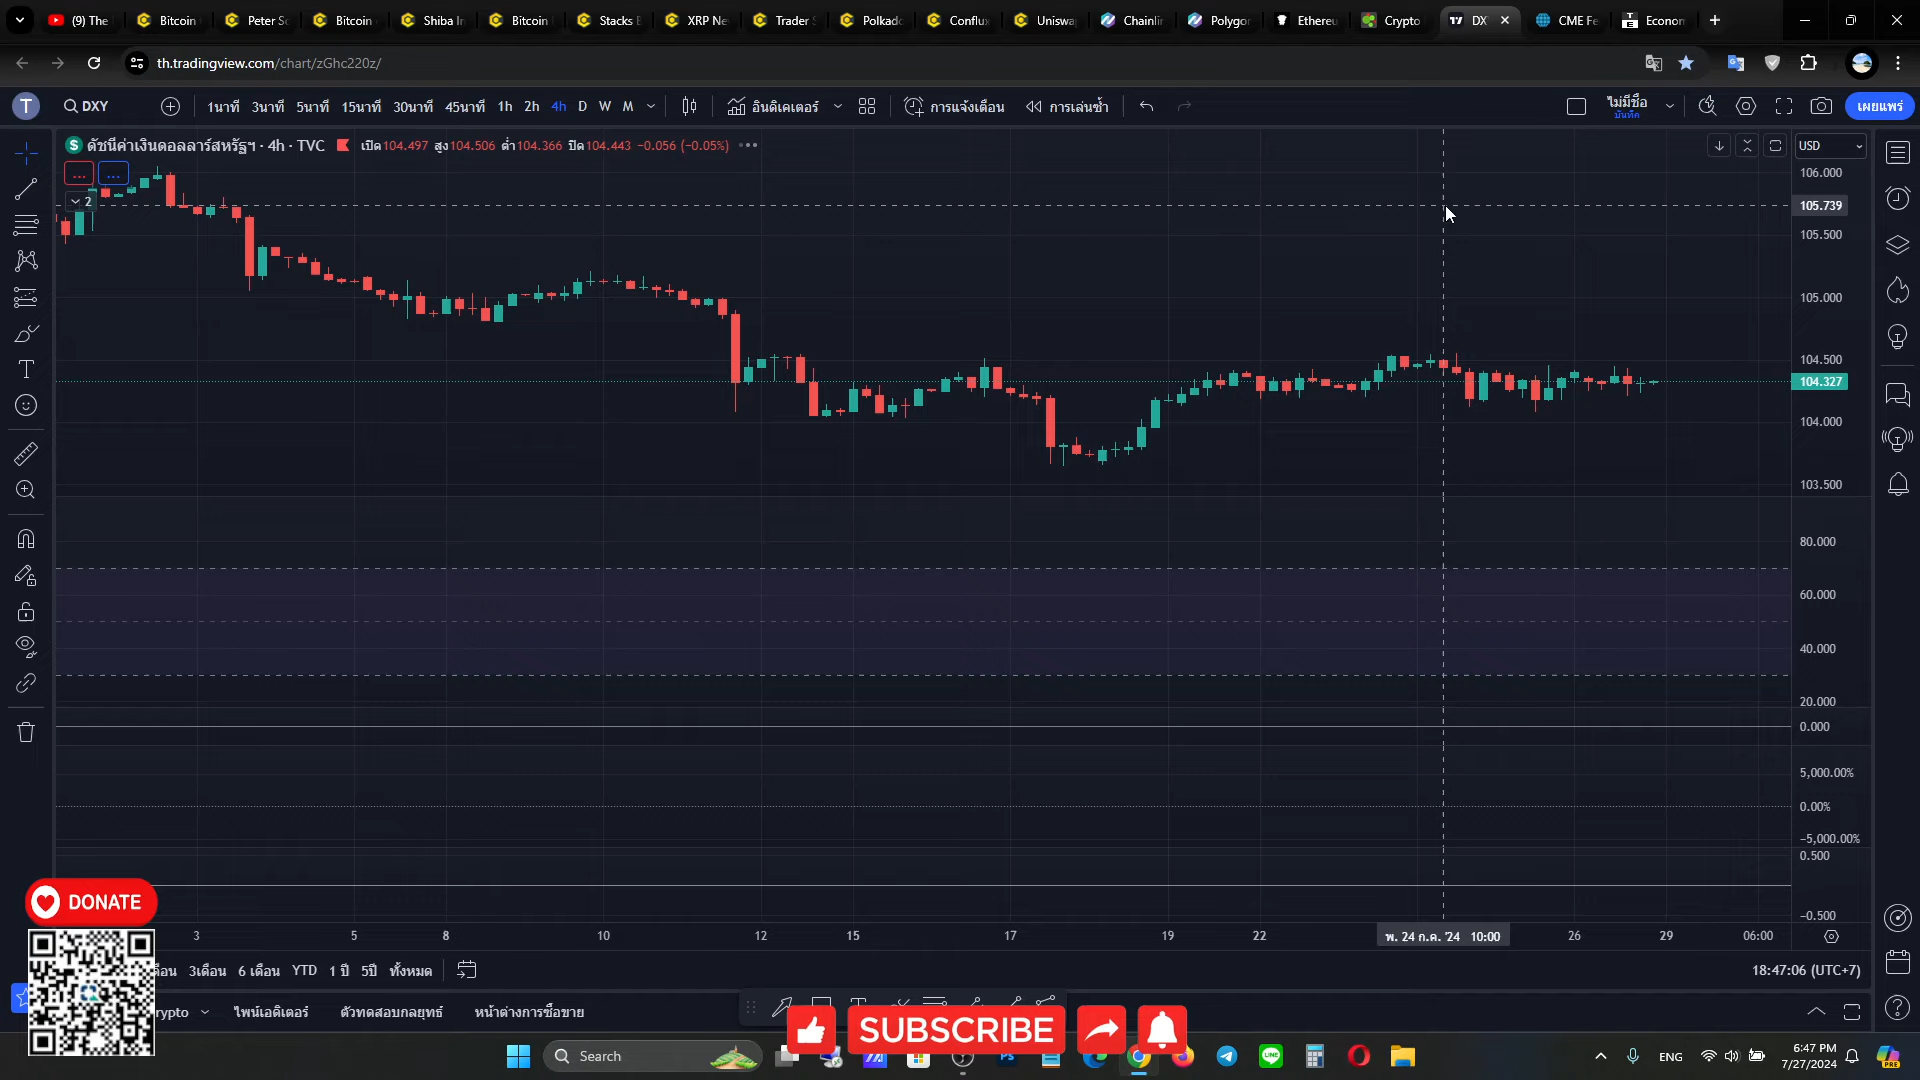 (9) The
Bitcoin
Peter Sc
Bitcoin
Shiba In
Bitcoin
Stacks
XRP Ne
Trader S
Polkado
Conflux
Uniswa
Chainlin
Polygon
Ethereu
Crypto
DX
CME Fe
Econon
th.tradingview.com/chart/zGhc220z/
T
DXY
1นาที 3นาที 5นาที 15นาที 30นาที 45นาที 1h 2h 4h D W M
อินดิเคเตอร์
การแจ้งเตือน
การเล่นซ้ำ
ไม่มีชื่อ
บันทึก
เผยแพร่
ดัชนีค่าเงินดอลลาร์สหรัฐฯ · 4h · TVC
เปิด104.497 สูง104.506 ต่ำ104.366 ปิด104.443 −0.056 (−0.05%)
USD
2
106.000
105.739
105.500
105.000
104.500
104.327
104.000
103.500
80.000
60.000
40.000
20.000
0.000
5,000.00%
0.00%
−5,000.00%
0.500
−0.500
DONATE
3 5 8 10 12 15 17 19 22 พ. 24 ก.ค. '24 10:00 26 29 06:00
3เดือน 6 เดือน YTD 1 ปี 5ปี ทั้งหมด
18:47:06 (UTC+7)
ไพน์เอดิเตอร์
ตัวทดสอบกลยุทธ์
หน้าต่างการซื้อขาย
SUBSCRIBE
Search
ENG
6:47 PM
7/27/2024
PRE